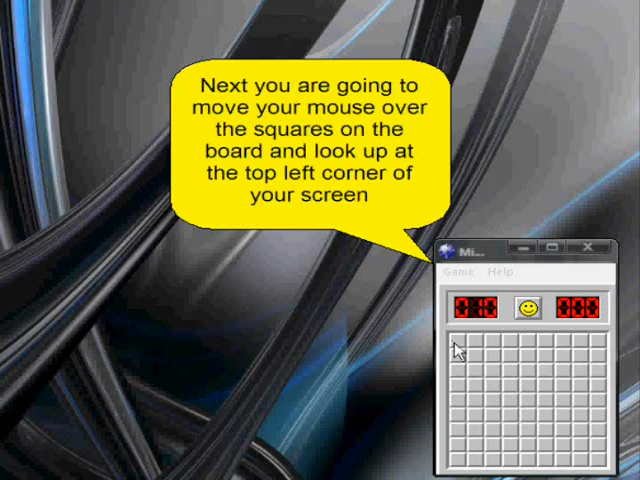 Next you are going to
move your mouse over
the squares on the
board and look up at
the top left corner of
your screen
Mi...
Game Help
010 000